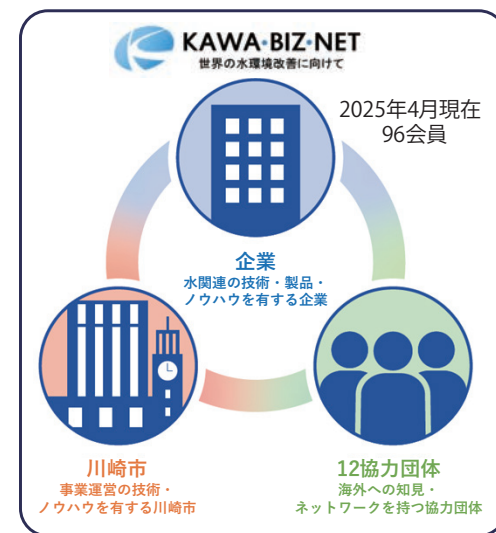 KAWA・BIZ・NET
世界の水環境改善に向けて
2025年4月現在
96会員
企業
水関連の技術・製品・
ノウハウを有する企業
川崎市
事業運営の技術・
ノウハウを有する川崎市
12協力団体
海外への知見・
ネットワークを持つ協力団体